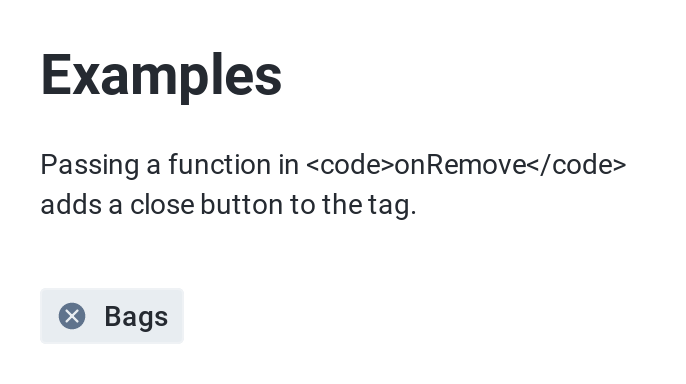 Examples
Passing a function in <code>onRemove</code>
adds a close button to the tag.
Bags